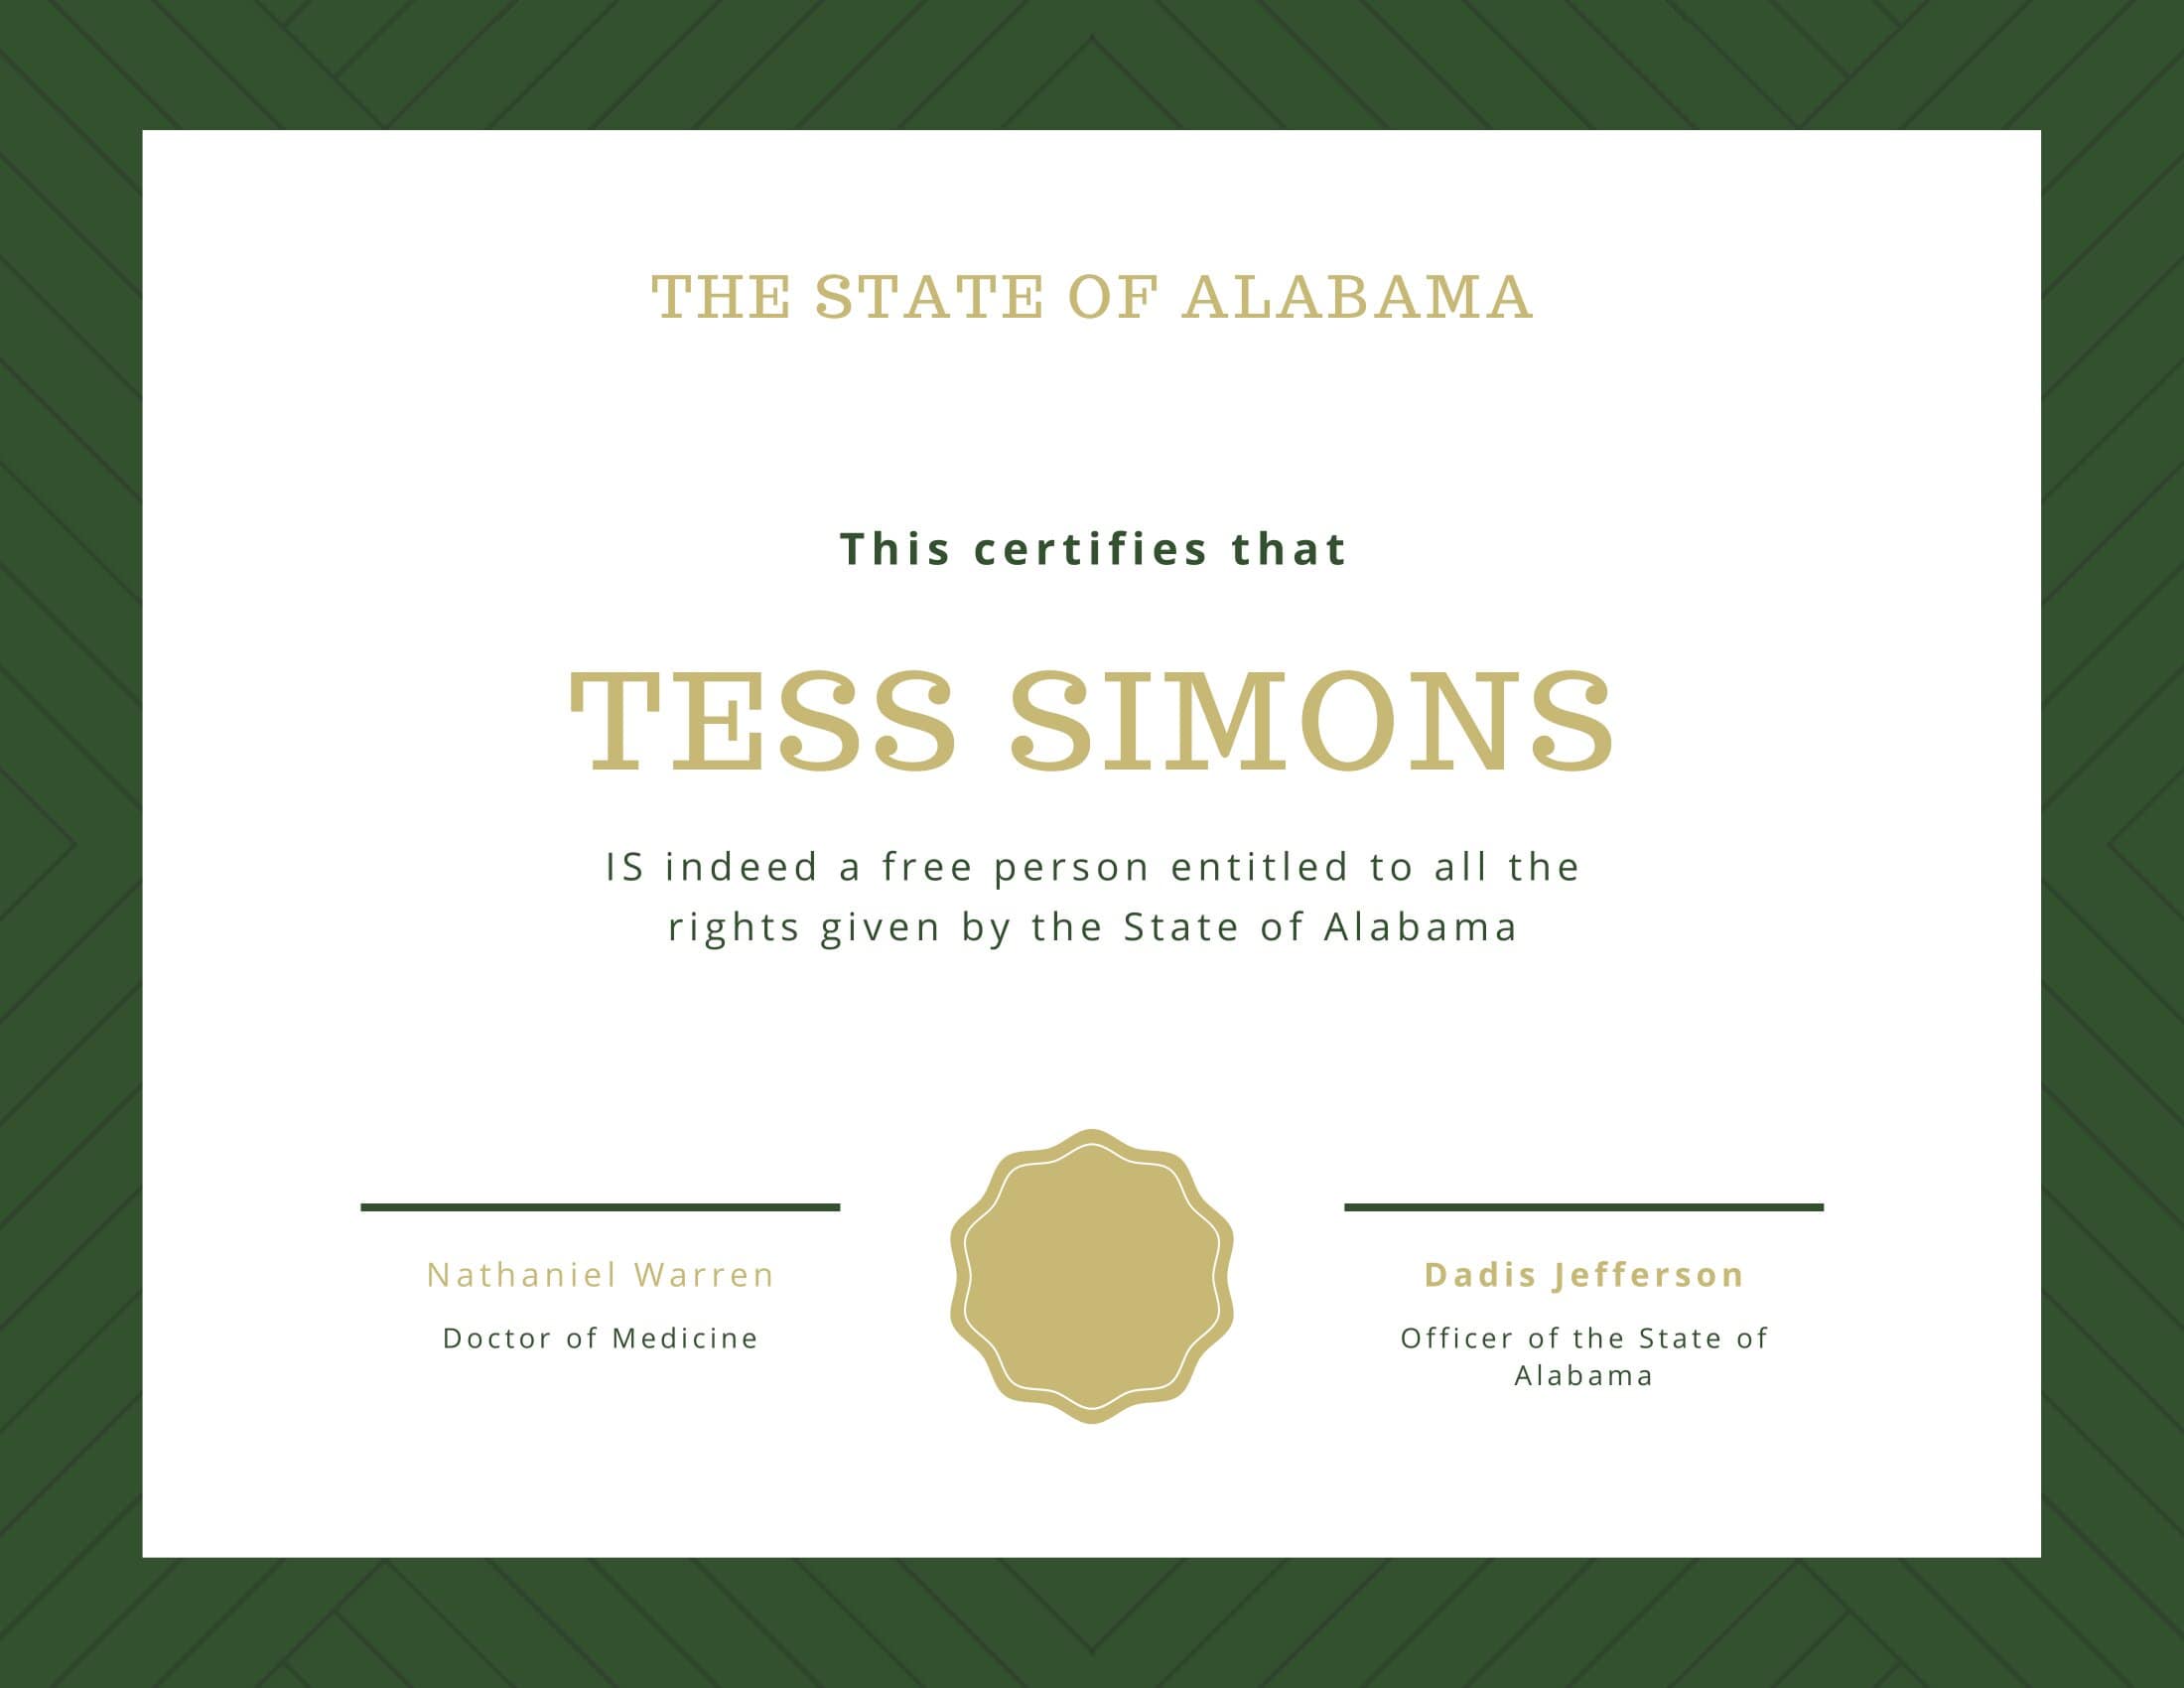 THE STATE OF ALABAMA
This certifies that
TESS SIMONS
IS indeed a free person entitled to all the
rights given by the State of Alabama
Nathaniel Warren
Doctor of Medicine
Dadis Jefferson
Officer of the State of
Alabama